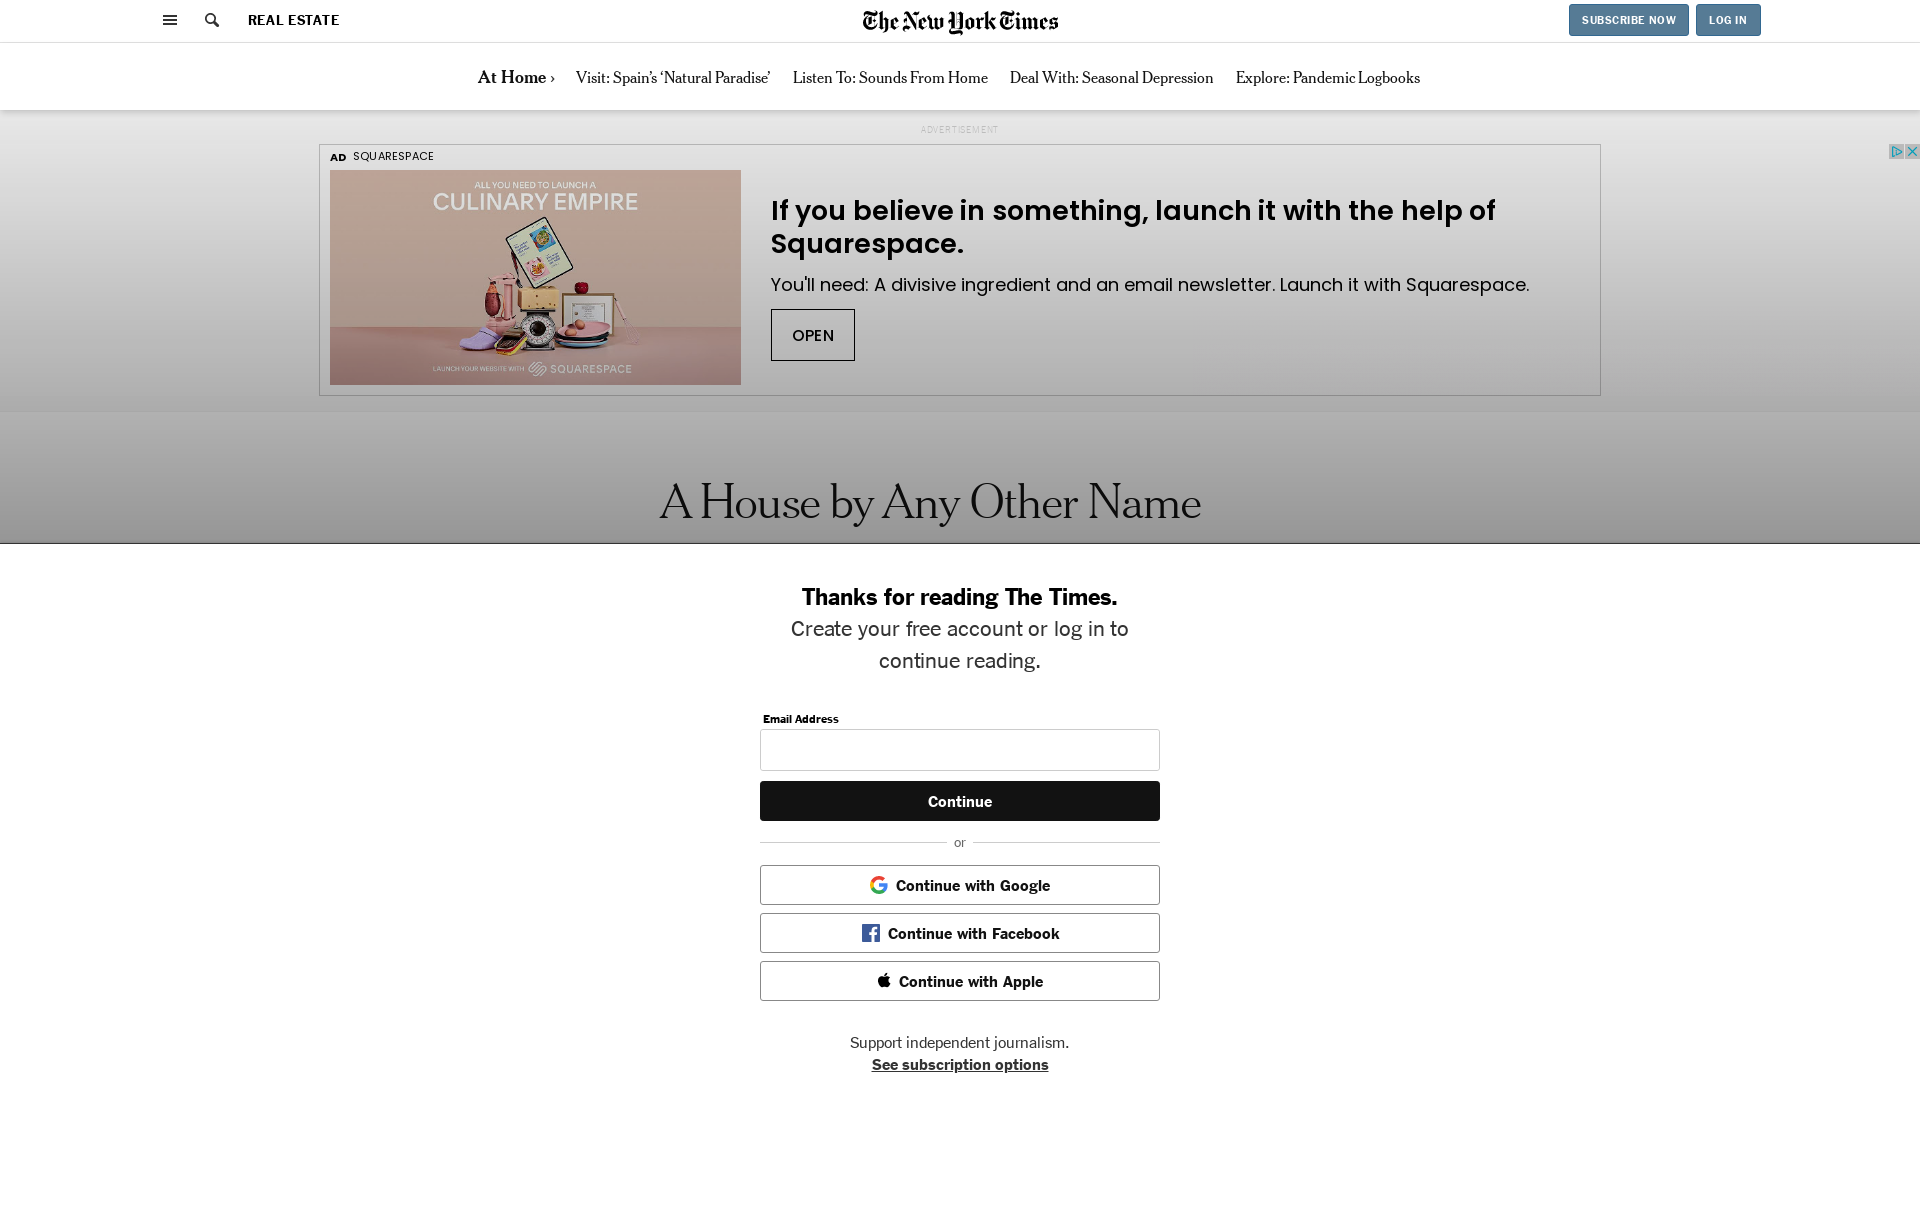 REAL ESTATE
The New York Times
SUBSCRIBE NOW
LOG IN
At Home ›
Visit: Spain’s ‘Natural Paradise’
Listen To: Sounds From Home
Deal With: Seasonal Depression
Explore: Pandemic Logbooks
ADVERTISEMENT
AD SQUARESPACE
ALL YOU NEED TO LAUNCH A
CULINARY EMPIRE
LAUNCH YOUR WEBSITE WITH SQUARESPACE
If you believe in something, launch it with the help of
Squarespace.
You'll need: A divisive ingredient and an email newsletter. Launch it with Squarespace.
OPEN
A House by Any Other Name
Thanks for reading The Times.
Create your free account or log in to
continue reading.
Email Address
Continue
or
Continue with Google
Continue with Facebook
Continue with Apple
Support independent journalism.
See subscription options